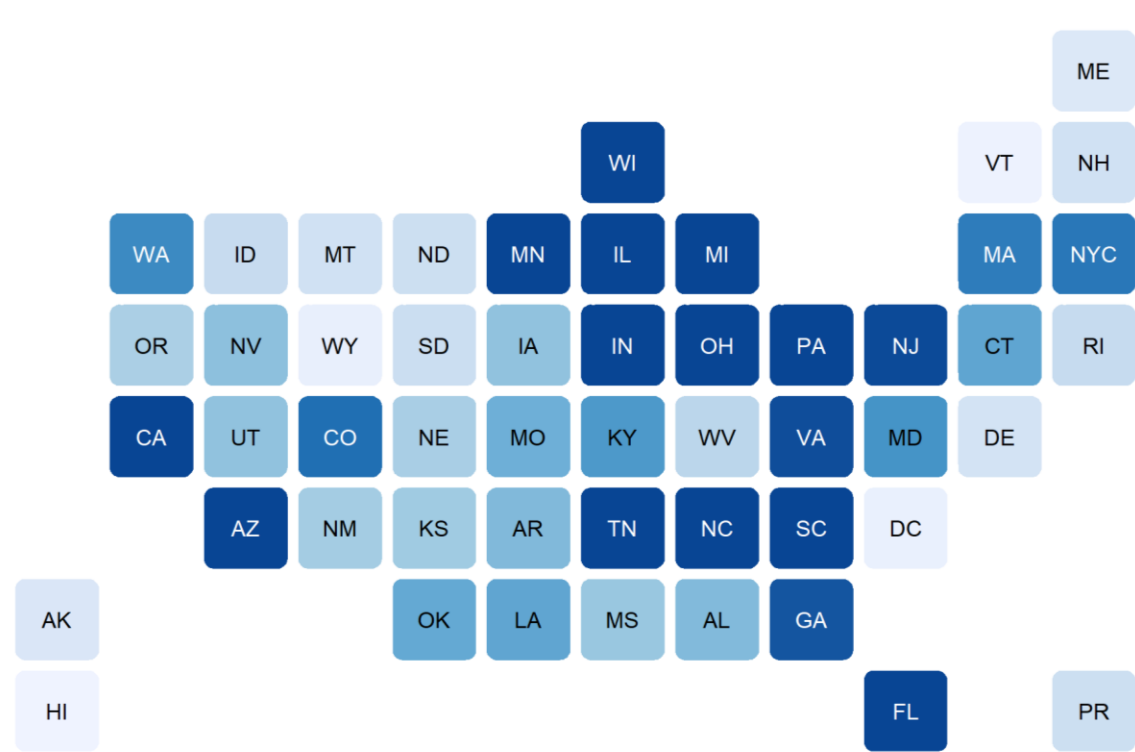 ME
WI VT NH
WA ID MT ND MN IL MI MA NYC
OR NV WY SD IA IN OH PA NJ CT RI
CA UT CO NE MO KY WV VA MD DE
AZ NM KS AR TN NC SC DC
AK OK LA MS AL GA
HI FL PR